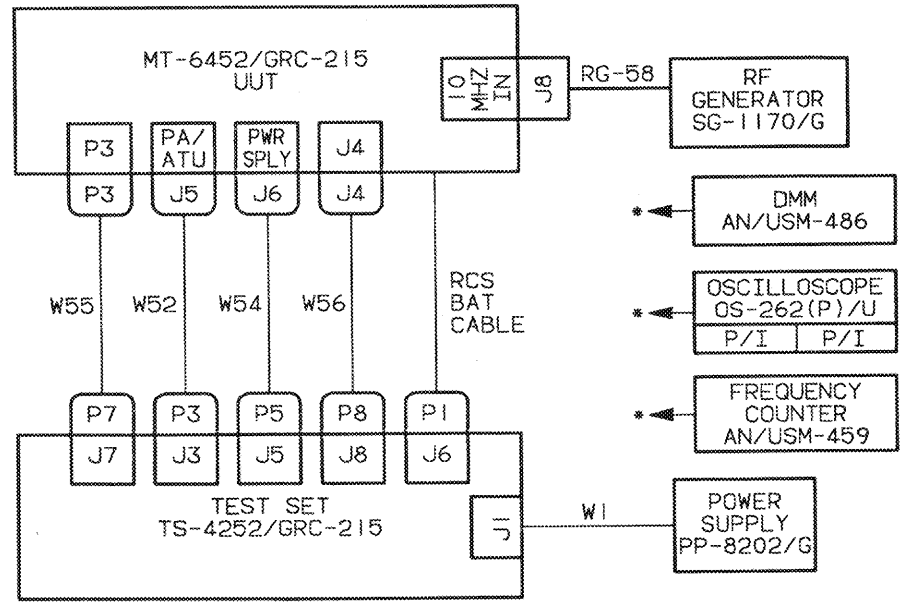 MT-6452/GRC-215
UUT
10
MHZ
IN
J8
RG-58
RF
GENERATOR
SG-1170/G
P3
PA/
ATU
PWR
SPLY
J4
P3
J5
J6
J4
DMM
AN/USM-486
*
W55
W52
W54
W56
RCS
BAT
CABLE
OSCILLOSCOPE
OS-262(P)/U
P/I
P/I
*
FREQUENCY
COUNTER
AN/USM-459
*
P7
P3
P5
P8
P1
J7
J3
J5
J8
J6
TEST SET
TS-4252/GRC-215
J1
W1
POWER
SUPPLY
PP-8202/G